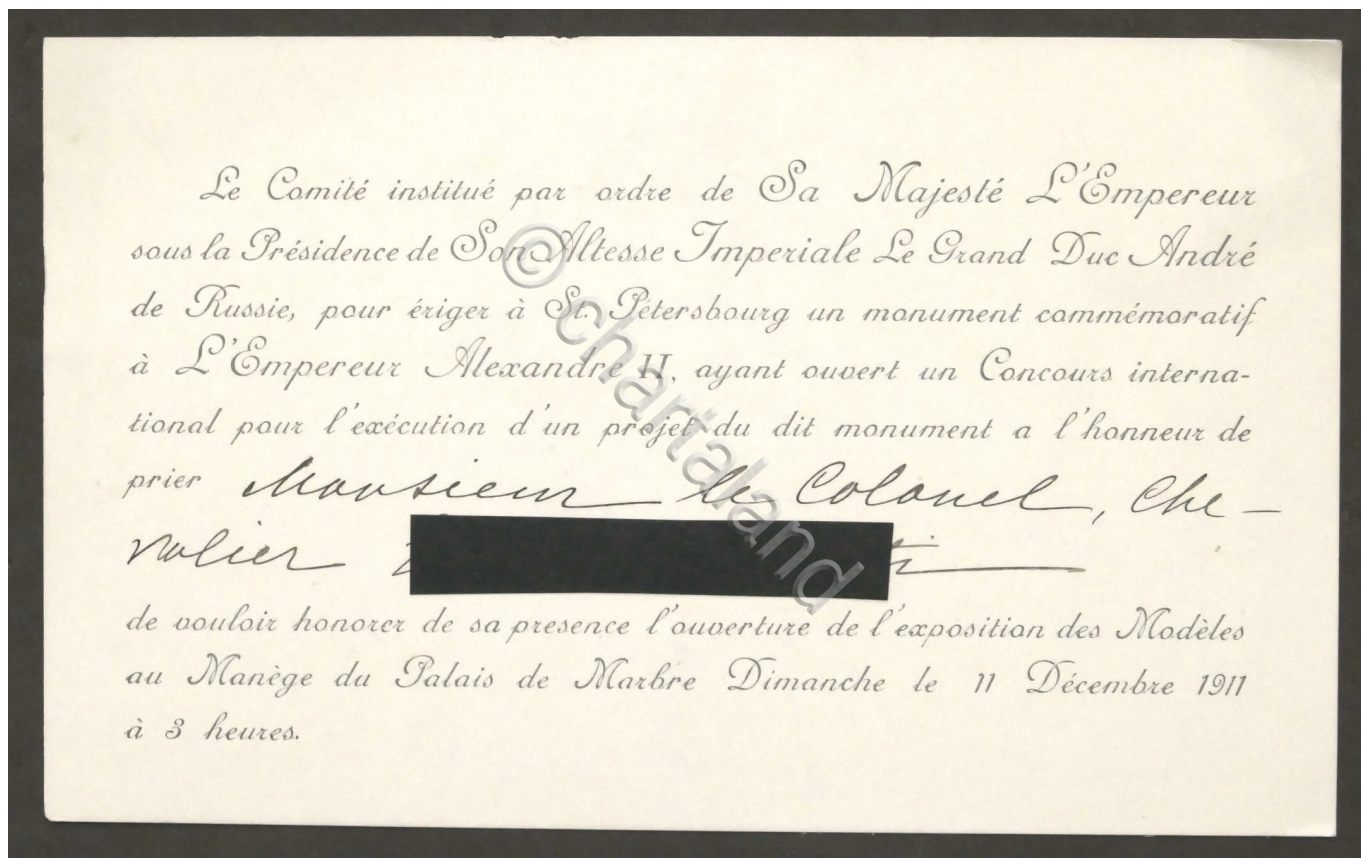 Le Comité institué par ordre de Sa Majesté L'Empereur
sous la Présidence de Son Altesse Imperiale Le Grand Duc André
de Russie, pour ériger à St. Pétersbourg un monument commémoratif
à L'Empereur Alexandre II, ayant ouvert un Concours interna-
tional pour l'exécution d'un projet du dit monument a l'honneur de
prier Monsieur le Colonel, Che-
valier
de vouloir honorer de sa presence l'ouverture de l'exposition des Modèles
au Manège du Palais de Marbre Dimanche le 11 Décembre 1911
à 3 heures.
© chartaland